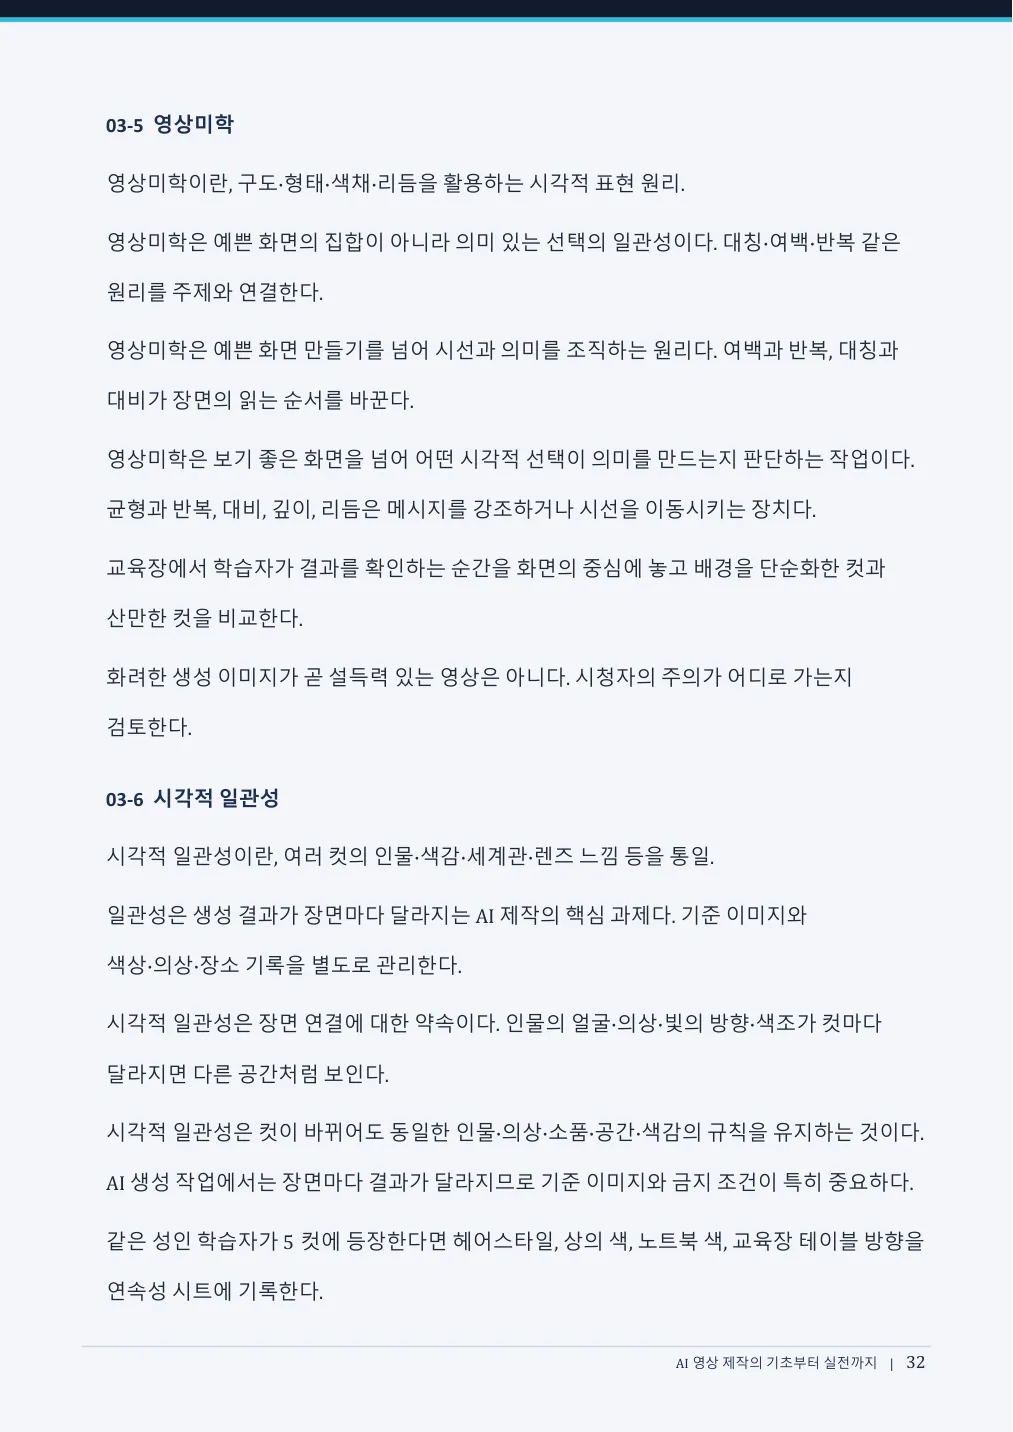 03-5 영상미학
영상미학이란, 구도·형태·색채·리듬을 활용하는 시각적 표현 원리.
영상미학은 예쁜 화면의 집합이 아니라 의미 있는 선택의 일관성이다. 대칭·여백·반복 같은
원리를 주제와 연결한다.
영상미학은 예쁜 화면 만들기를 넘어 시선과 의미를 조직하는 원리다. 여백과 반복, 대칭과
대비가 장면의 읽는 순서를 바꾼다.
영상미학은 보기 좋은 화면을 넘어 어떤 시각적 선택이 의미를 만드는지 판단하는 작업이다.
균형과 반복, 대비, 깊이, 리듬은 메시지를 강조하거나 시선을 이동시키는 장치다.
교육장에서 학습자가 결과를 확인하는 순간을 화면의 중심에 놓고 배경을 단순화한 컷과
산만한 컷을 비교한다.
화려한 생성 이미지가 곧 설득력 있는 영상은 아니다. 시청자의 주의가 어디로 가는지
검토한다.
03-6 시각적 일관성
시각적 일관성이란, 여러 컷의 인물·색감·세계관·렌즈 느낌 등을 통일.
일관성은 생성 결과가 장면마다 달라지는 AI 제작의 핵심 과제다. 기준 이미지와
색상·의상·장소 기록을 별도로 관리한다.
시각적 일관성은 장면 연결에 대한 약속이다. 인물의 얼굴·의상·빛의 방향·색조가 컷마다
달라지면 다른 공간처럼 보인다.
시각적 일관성은 컷이 바뀌어도 동일한 인물·의상·소품·공간·색감의 규칙을 유지하는 것이다.
AI 생성 작업에서는 장면마다 결과가 달라지므로 기준 이미지와 금지 조건이 특히 중요하다.
같은 성인 학습자가 5 컷에 등장한다면 헤어스타일, 상의 색, 노트북 색, 교육장 테이블 방향을
연속성 시트에 기록한다.
AI 영상 제작의 기초부터 실전까지 | 32